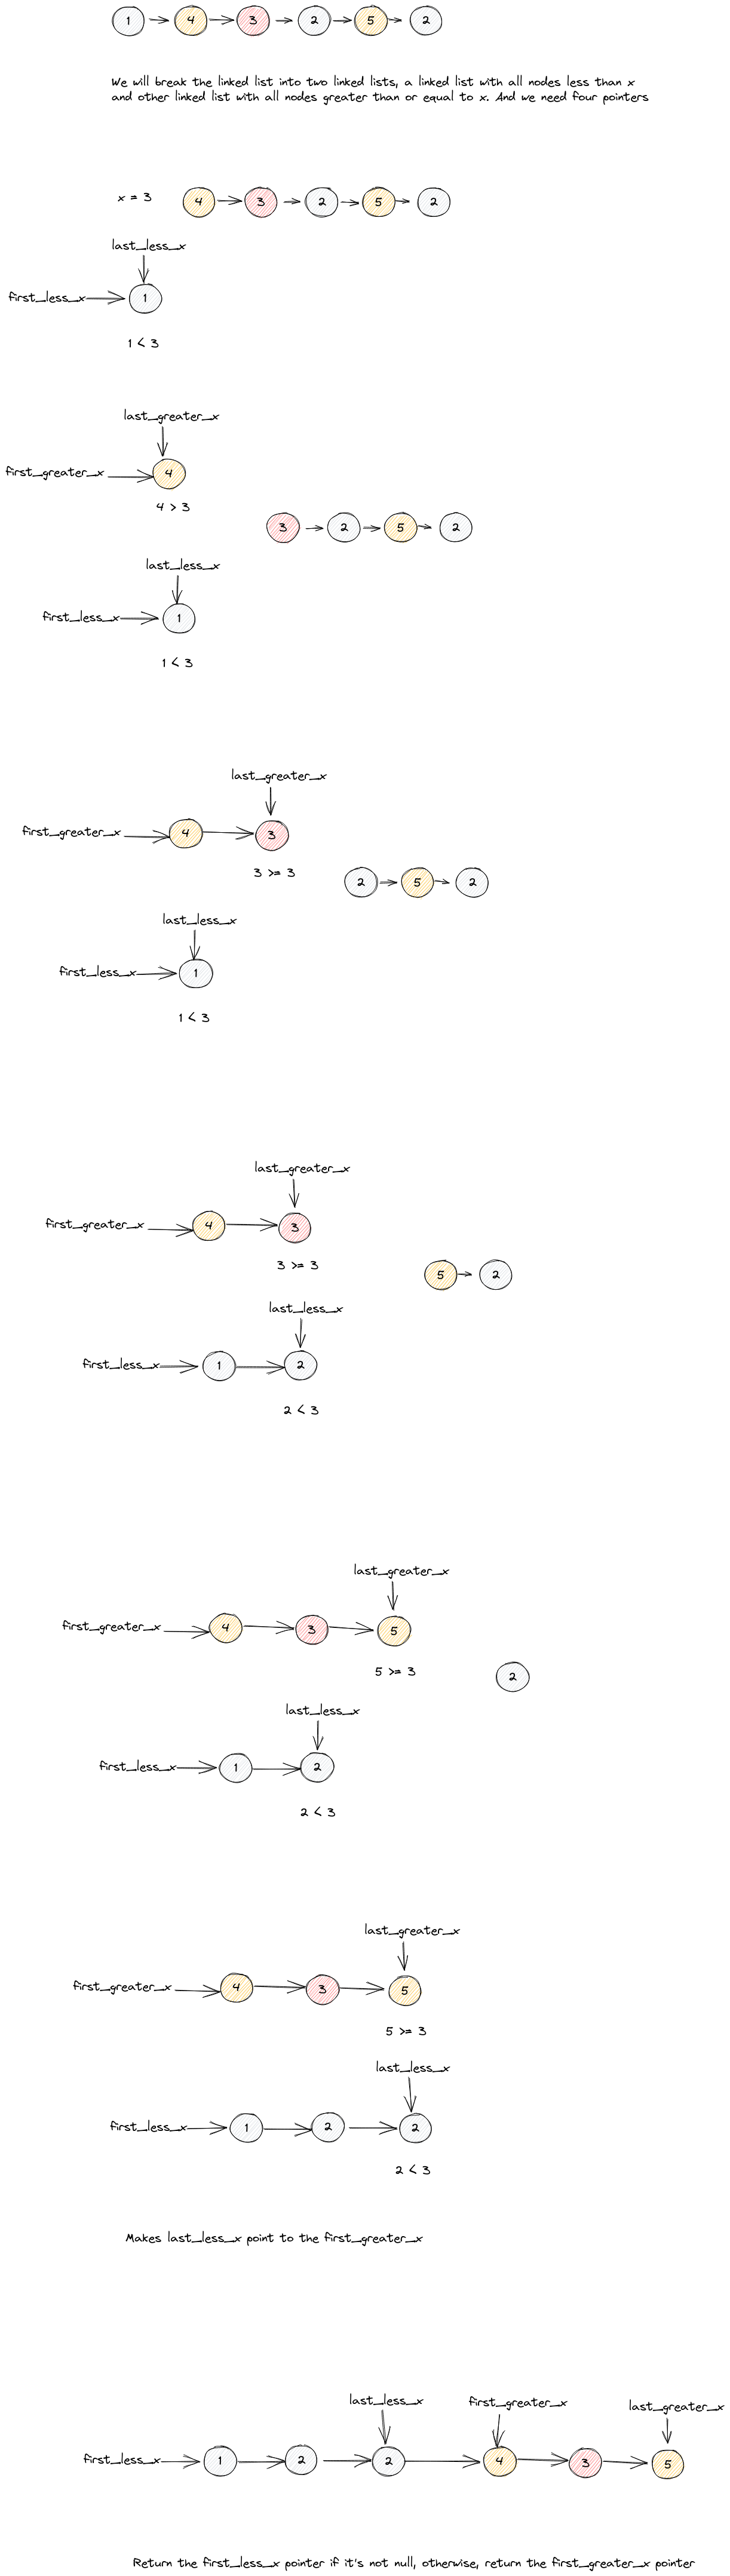 1 4 3 2 5 2
We will break the linked list into two linked lists, a linked list with all nodes less than x
and other linked list with all nodes greater than or equal to x. And we need four pointers
x = 3 4 3 2 5 2
last_less_x
first_less_x 1
1 < 3
last_greater_x
first_greater_x 4
4 > 3
3 2 5 2
last_less_x
first_less_x 1
1 < 3
last_greater_x
first_greater_x 4 3
3 >= 3
2 5 2
last_less_x
first_less_x 1
1 < 3
last_greater_x
first_greater_x 4 3
3 >= 3
5 2
last_less_x
first_less_x 1 2
2 < 3
last_greater_x
first_greater_x 4 3 5
5 >= 3
2
last_less_x
first_less_x 1 2
2 < 3
last_greater_x
first_greater_x 4 3 5
5 >= 3
last_less_x
first_less_x 1 2 2
2 < 3
Makes last_less_x point to the first_greater_x
last_less_x first_greater_x last_greater_x
first_less_x 1 2 2 4 3 5
Return the first_less_x pointer if it's not null, otherwise, return the first_greater_x pointer